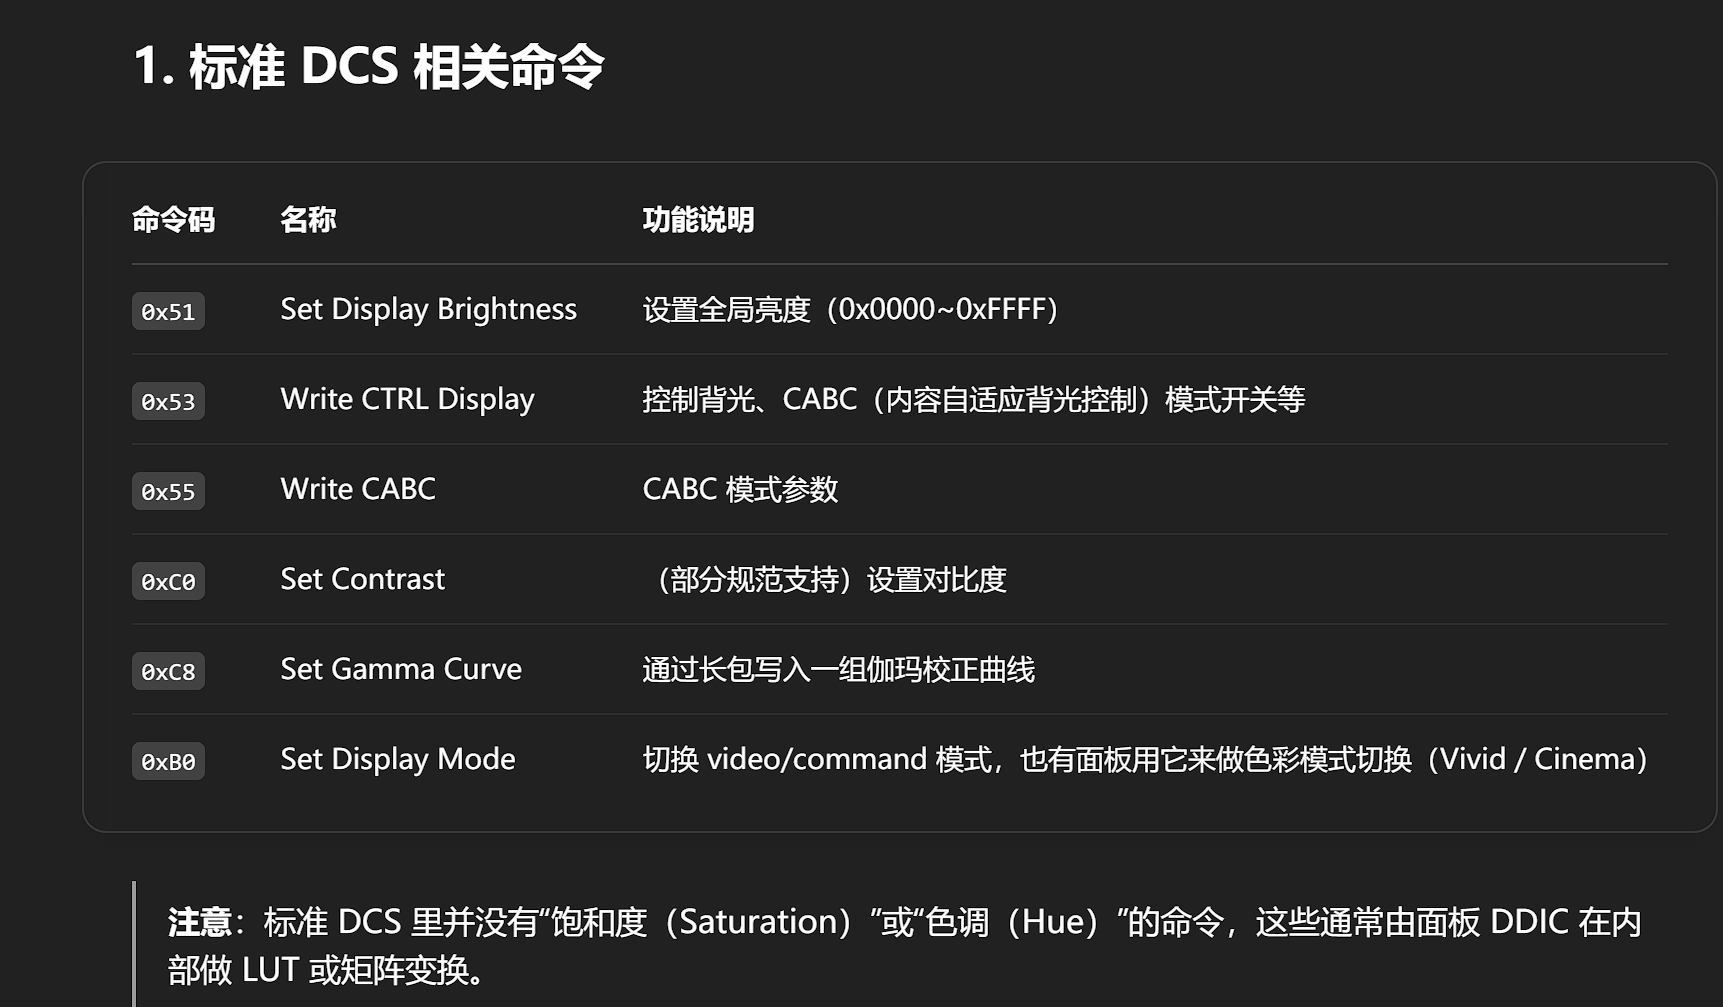 1. 标准 DCS 相关命令
命令码 名称 功能说明
0x51 Set Display Brightness 设置全局亮度（0x0000~0xFFFF）
0x53 Write CTRL Display 控制背光、CABC（内容自适应背光控制）模式开关等
0x55 Write CABC CABC 模式参数
0xC0 Set Contrast （部分规范支持）设置对比度
0xC8 Set Gamma Curve 通过长包写入一组伽玛校正曲线
0xB0 Set Display Mode 切换 video/command 模式，也有面板用它来做色彩模式切换（Vivid / Cinema）
注意：标准 DCS 里并没有“饱和度（Saturation）”或“色调（Hue）”的命令，这些通常由面板 DDIC 在内
部做 LUT 或矩阵变换。